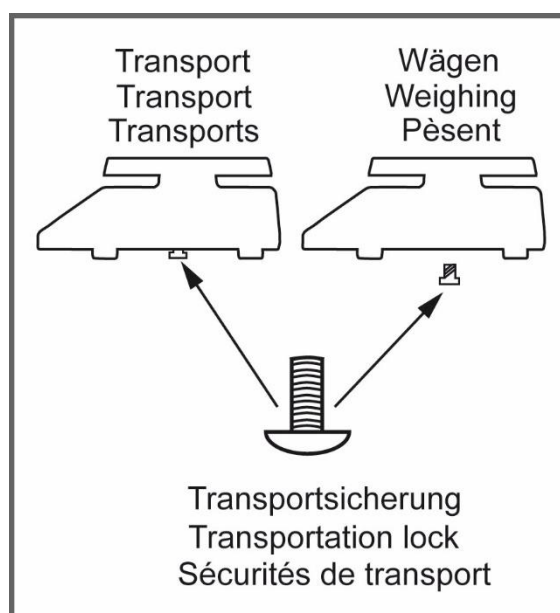 Transport
Transport
Transports
Wägen
Weighing
Pèsent
Transportsicherung
Transportation lock
Sécurités de transport